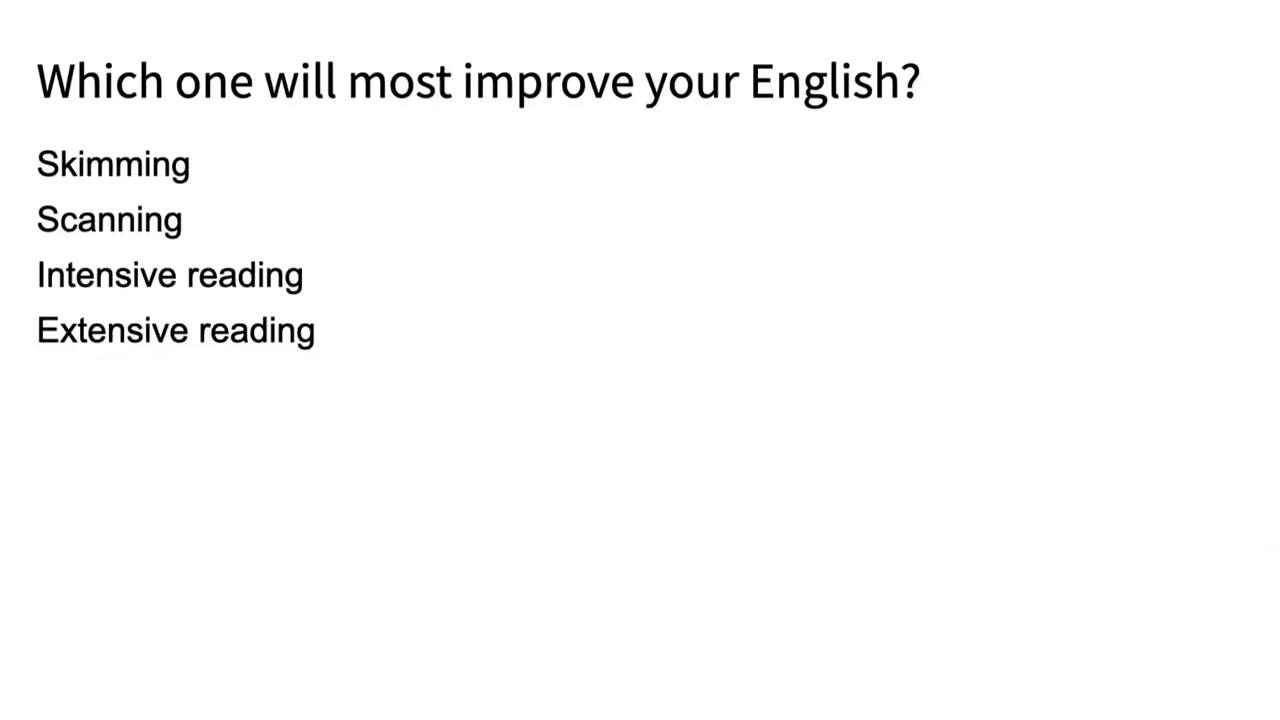 Which one will most improve your English?
Skimming
Scanning
Intensive reading
Extensive reading